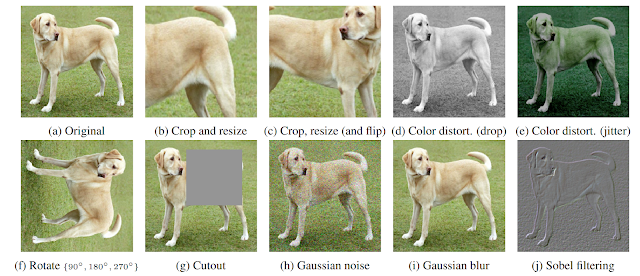 (a) Original
(b) Crop and resize
(c) Crop, resize (and flip)
(d) Color distort. (drop)
(e) Color distort. (jitter)
(f) Rotate {90°, 180°, 270°}
(g) Cutout
(h) Gaussian noise
(i) Gaussian blur
(j) Sobel filtering